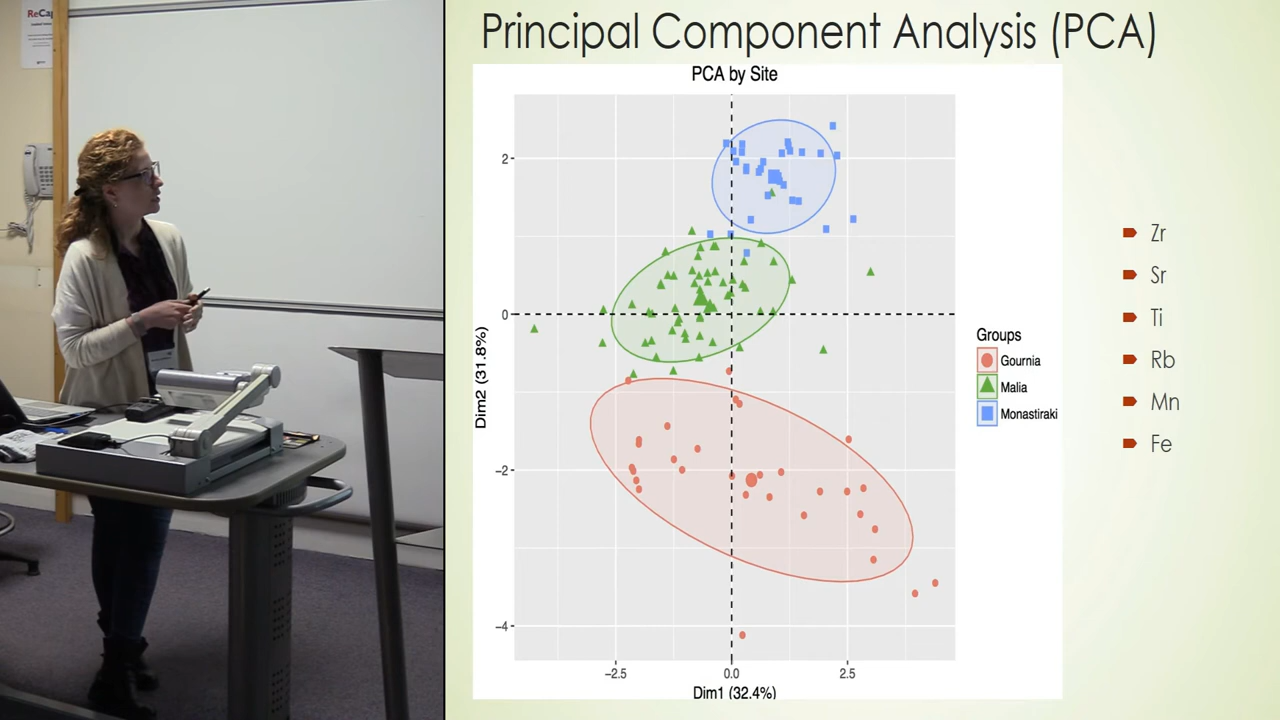 ReCap
Principal Component Analysis (PCA)
PCA by Site
2
0
−2
−4
Dim2 (31.8%)
−2.5
0.0
2.5
Dim1 (32.4%)
Groups
Gournia
Malia
Monastiraki
Zr
Sr
Ti
Rb
Mn
Fe